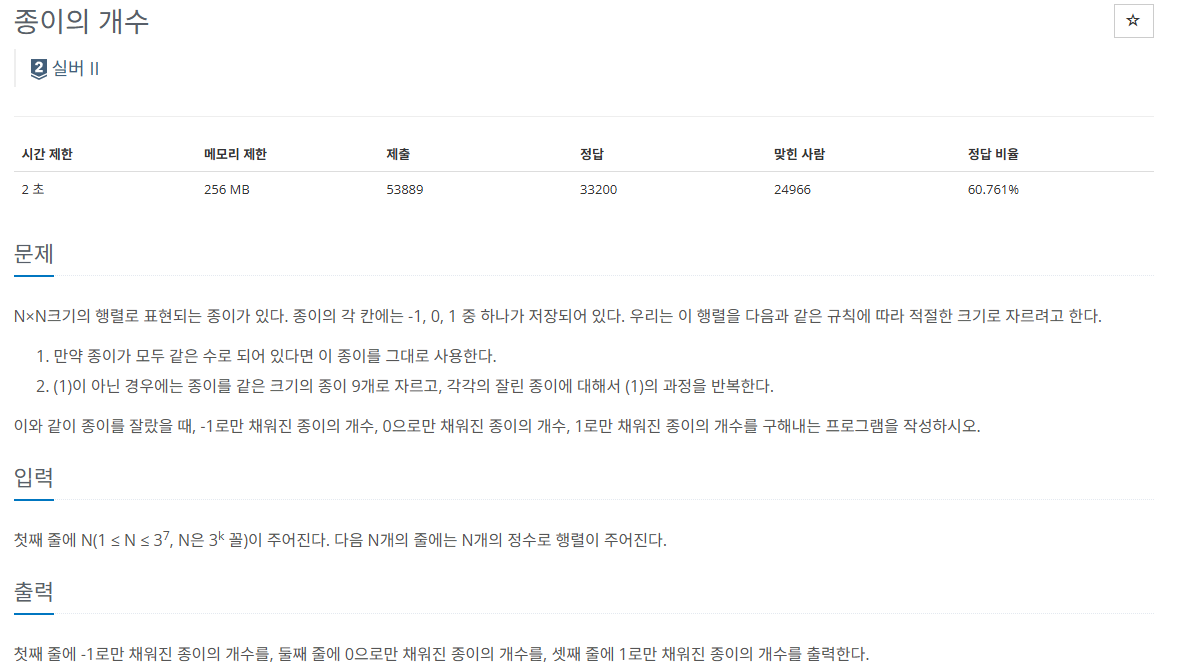 종이의 개수
☆
2 실버 II
시간 제한 메모리 제한 제출 정답 맞힌 사람 정답 비율
2 초 256 MB 53889 33200 24966 60.761%
문제
N×N크기의 행렬로 표현되는 종이가 있다. 종이의 각 칸에는 -1, 0, 1 중 하나가 저장되어 있다. 우리는 이 행렬을 다음과 같은 규칙에 따라 적절한 크기로 자르려고 한다.
1. 만약 종이가 모두 같은 수로 되어 있다면 이 종이를 그대로 사용한다.
2. (1)이 아닌 경우에는 종이를 같은 크기의 종이 9개로 자르고, 각각의 잘린 종이에 대해서 (1)의 과정을 반복한다.
이와 같이 종이를 잘랐을 때, -1로만 채워진 종이의 개수, 0으로만 채워진 종이의 개수, 1로만 채워진 종이의 개수를 구해내는 프로그램을 작성하시오.
입력
첫째 줄에 N(1 ≤ N ≤ 3⁷, N은 3ᵏ 꼴)이 주어진다. 다음 N개의 줄에는 N개의 정수로 행렬이 주어진다.
출력
첫째 줄에 -1로만 채워진 종이의 개수를, 둘째 줄에 0으로만 채워진 종이의 개수를, 셋째 줄에 1로만 채워진 종이의 개수를 출력한다.